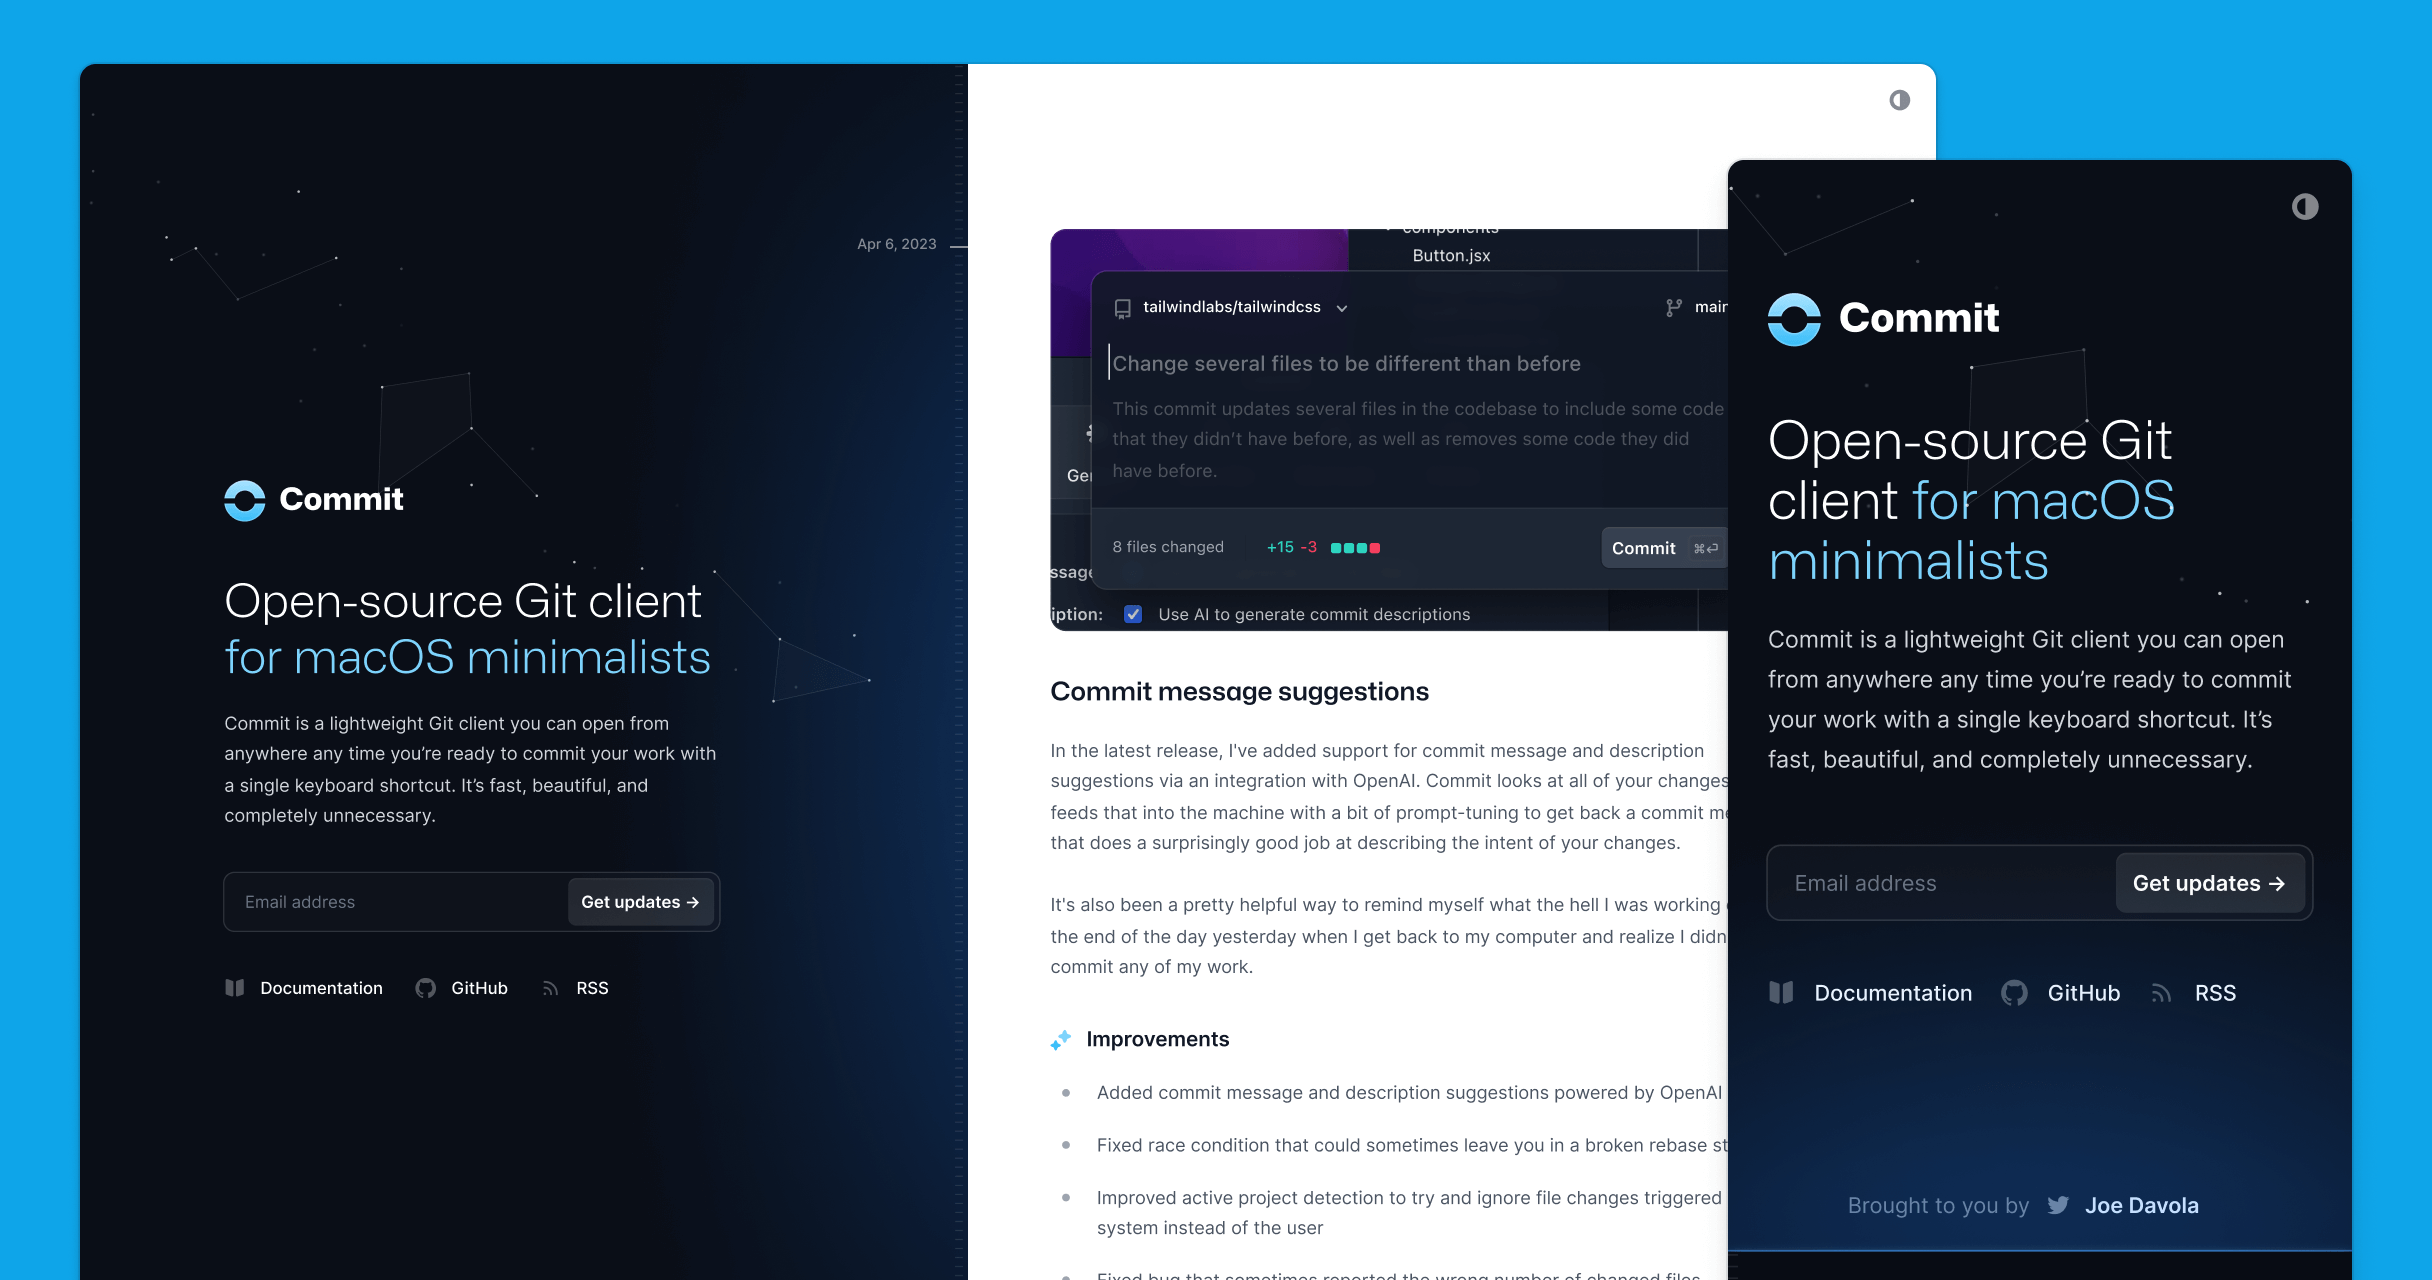 Apr 6, 2023
Commit
Open-source Git client
for macOS minimalists
Commit is a lightweight Git client you can open from
anywhere any time you’re ready to commit your work with
a single keyboard shortcut. It’s fast, beautiful, and
completely unnecessary.
Email address
Get updates →
Documentation
GitHub
RSS
components
Button.jsx
tailwindlabs/tailwindcss
main
Change several files to be different than before
This commit updates several files in the codebase to include some code
that they didn’t have before, as well as removes some code they did
have before.
8 files changed
+15 -3
Commit ⌘⏎
Use AI to generate commit descriptions
Commit message suggestions
In the latest release, I've added support for commit message and description
suggestions via an integration with OpenAI. Commit looks at all of your changes
feeds that into the machine with a bit of prompt-tuning to get back a commit
that does a surprisingly good job at describing the intent of your changes.
It's also been a pretty helpful way to remind myself what the hell I was working
the end of the day yesterday when I get back to my computer and realize I
commit any of my work.
Improvements
Added commit message and description suggestions powered by OpenAI
Fixed race condition that could sometimes leave you in a broken rebase
Improved active project detection to try and ignore file changes triggered
system instead of the user
Fixed bug that sometimes reported the wrong number of changed files
Commit
Open-source Git
client for macOS
minimalists
Commit is a lightweight Git client you can open
from anywhere any time you’re ready to commit
your work with a single keyboard shortcut. It’s
fast, beautiful, and completely unnecessary.
Email address
Get updates →
Documentation
GitHub
RSS
Brought to you by Joe Davola